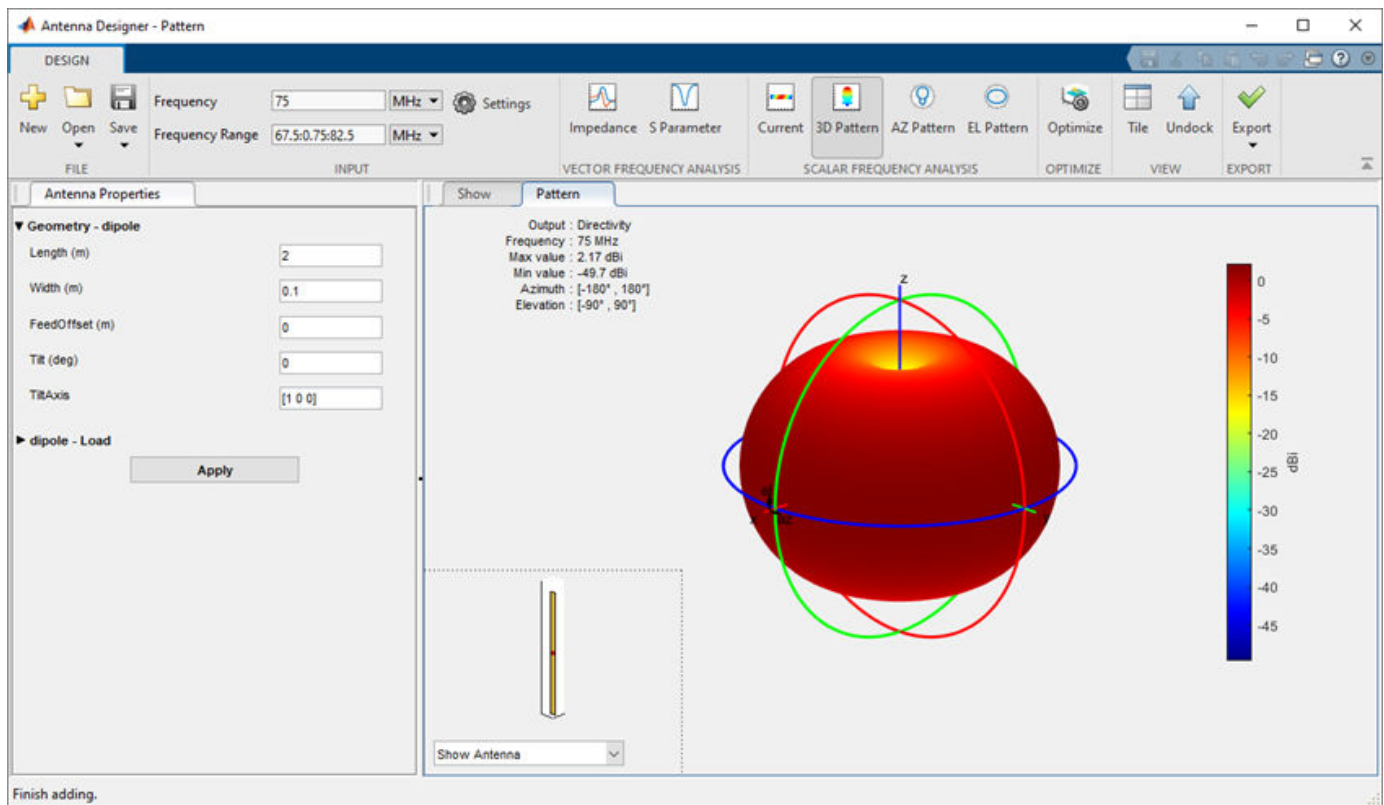 Antenna Designer - Pattern
DESIGN
New
Open
Save
FILE
Frequency 75 MHz
Frequency Range 67.5:0.75:82.5 MHz
Settings
INPUT
Impedance
S Parameter
VECTOR FREQUENCY ANALYSIS
Current
3D Pattern
AZ Pattern
EL Pattern
SCALAR FREQUENCY ANALYSIS
Optimize
OPTIMIZE
Tile
Undock
VIEW
Export
EXPORT
Antenna Properties
Geometry - dipole
Length (m) 2
Width (m) 0.1
FeedOffset (m) 0
Tilt (deg) 0
TiltAxis [1 0 0]
dipole - Load
Apply
Show
Pattern
Output : Directivity
Frequency : 75 MHz
Max value : 2.17 dBi
Min value : -49.7 dBi
Azimuth : [-180° , 180°]
Elevation : [-90° , 90°]
z
0
-5
-10
-15
-20
-25
-30
-35
-40
-45
dBi
Show Antenna
Finish adding.